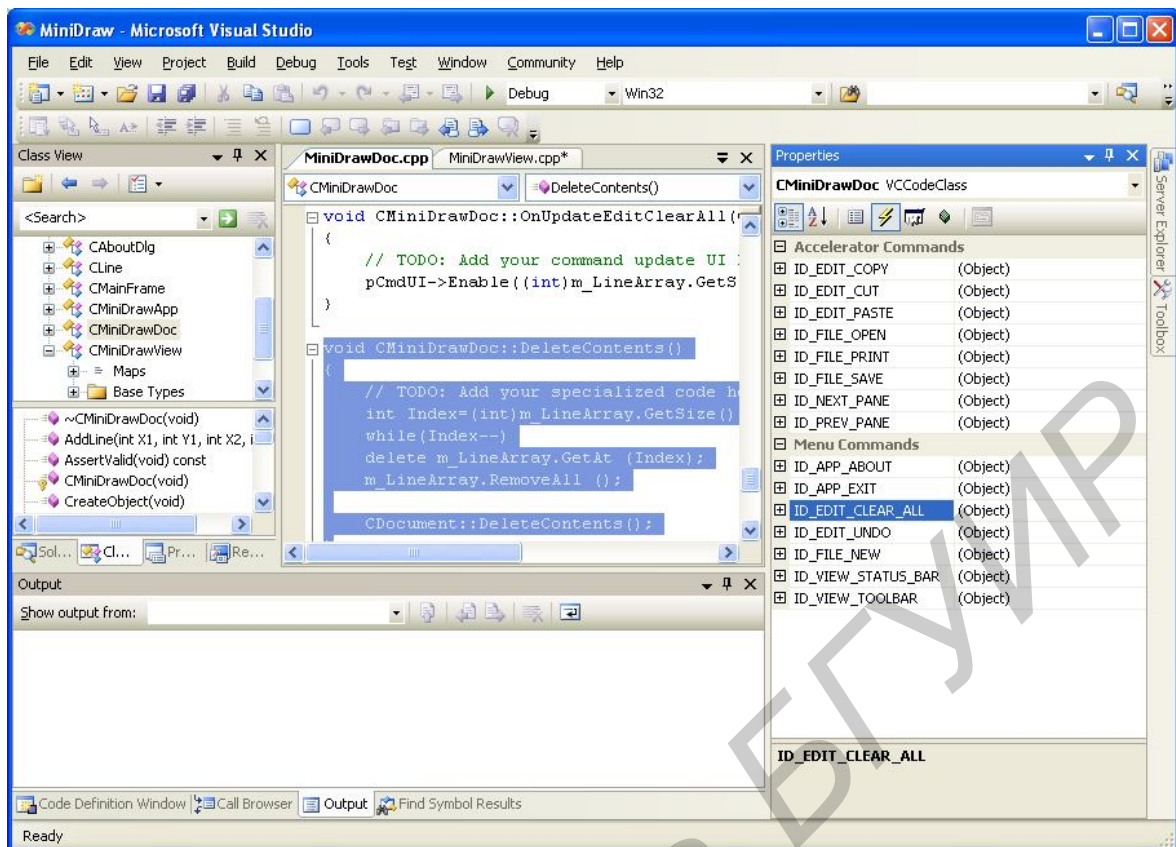 MiniDraw - Microsoft Visual Studio
File Edit View Project Build Debug Tools Test Window Community Help
Debug Win32
Class View
<Search>
CAboutDlg
CLine
CMainFrame
CMiniDrawApp
CMiniDrawDoc
CMiniDrawView
Maps
Base Types
~CMiniDrawDoc(void)
AddLine(int X1, int Y1, int X2, i
AssertValid(void) const
CMiniDrawDoc(void)
CreateObject(void)
Sol... Cl... Pr... Re...
MiniDrawDoc.cpp MiniDrawView.cpp*
CMiniDrawDoc DeleteContents()
void CMiniDrawDoc::OnUpdateEditClearAll(
{
// TODO: Add your command update UI
pCmdUI->Enable((int)m_LineArray.GetS
}
void CMiniDrawDoc::DeleteContents()
{
// TODO: Add your specialized code h
int Index=(int)m_LineArray.GetSize()
while(Index--)
delete m_LineArray.GetAt (Index);
m_LineArray.RemoveAll ();
CDocument::DeleteContents();
Properties
CMiniDrawDoc VCCodeClass
Accelerator Commands
ID_EDIT_COPY (Object)
ID_EDIT_CUT (Object)
ID_EDIT_PASTE (Object)
ID_FILE_OPEN (Object)
ID_FILE_PRINT (Object)
ID_FILE_SAVE (Object)
ID_NEXT_PANE (Object)
ID_PREV_PANE (Object)
Menu Commands
ID_APP_ABOUT (Object)
ID_APP_EXIT (Object)
ID_EDIT_CLEAR_ALL (Object)
ID_EDIT_UNDO (Object)
ID_FILE_NEW (Object)
ID_VIEW_STATUS_BAR (Object)
ID_VIEW_TOOLBAR (Object)
ID_EDIT_CLEAR_ALL
Server Explorer
Toolbox
Output
Show output from:
Code Definition Window Call Browser Output Find Symbol Results
Ready
БГУИР